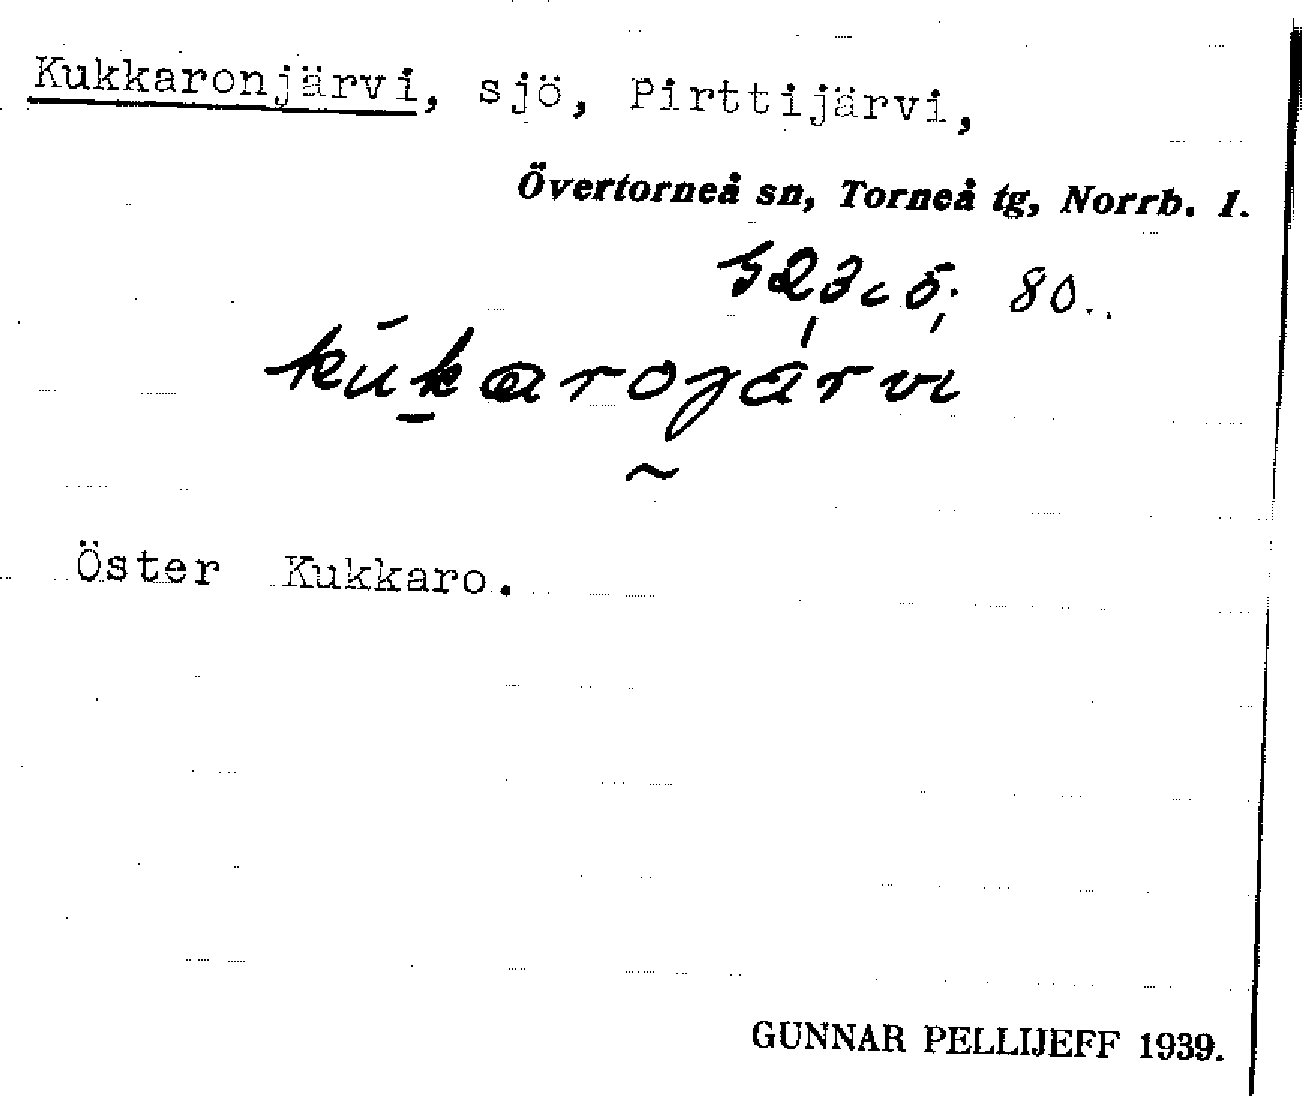 Kukkaronjärvi, sjö, Pirttijärvi,
Övertorneå sn, Torneå tg, Norrb. l.
80.
kukarojärvi
Öster Kukkaro.
GUNNAR PELLIJEFF 1939.